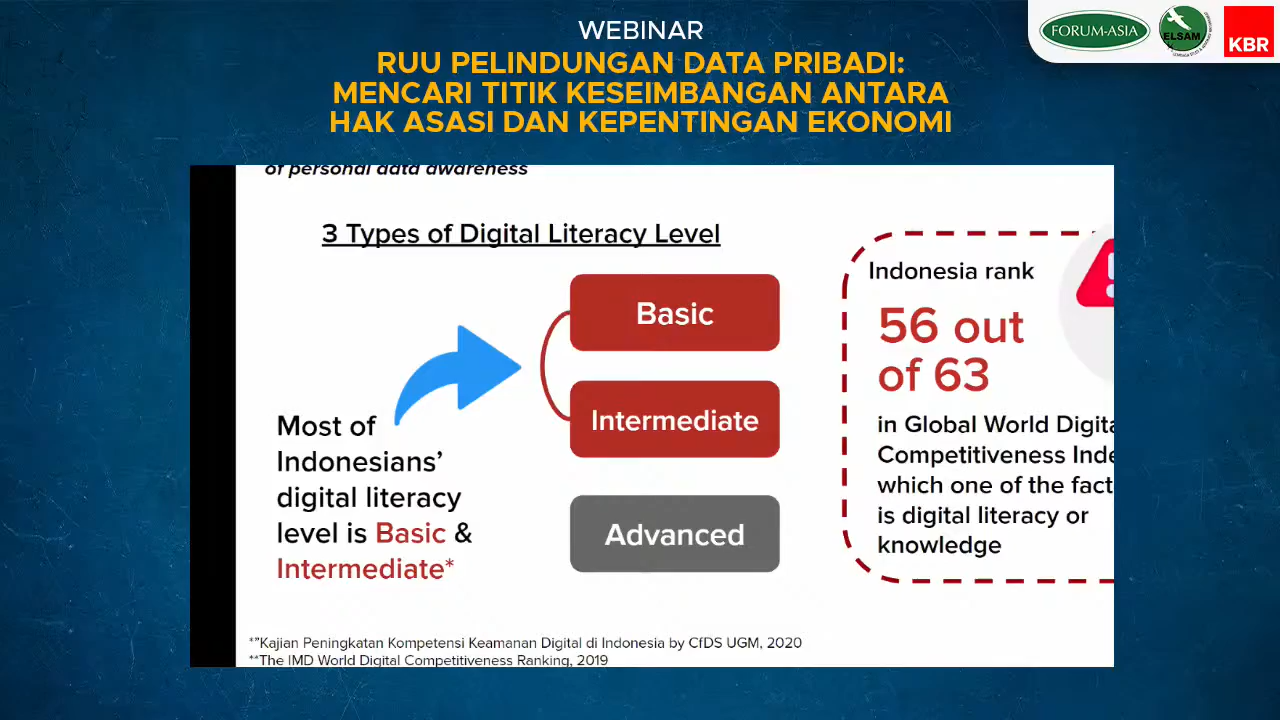 WEBINAR
RUU PELINDUNGAN DATA PRIBADI:
MENCARI TITIK KESEIMBANGAN ANTARA
HAK ASASI DAN KEPENTINGAN EKONOMI
FORUM-ASIA
ELSAM
KBR
of personal data awareness
3 Types of Digital Literacy Level
Basic
Intermediate
Advanced
Most of
Indonesians’
digital literacy
level is Basic &
Intermediate*
Indonesia rank
56 out
of 63
in Global World Digita
Competitiveness Inde
which one of the fact
is digital literacy or
knowledge
*"Kajian Peningkatan Kompetensi Keamanan Digital di Indonesia by CfDS UGM, 2020
**The IMD World Digital Competitiveness Ranking, 2019